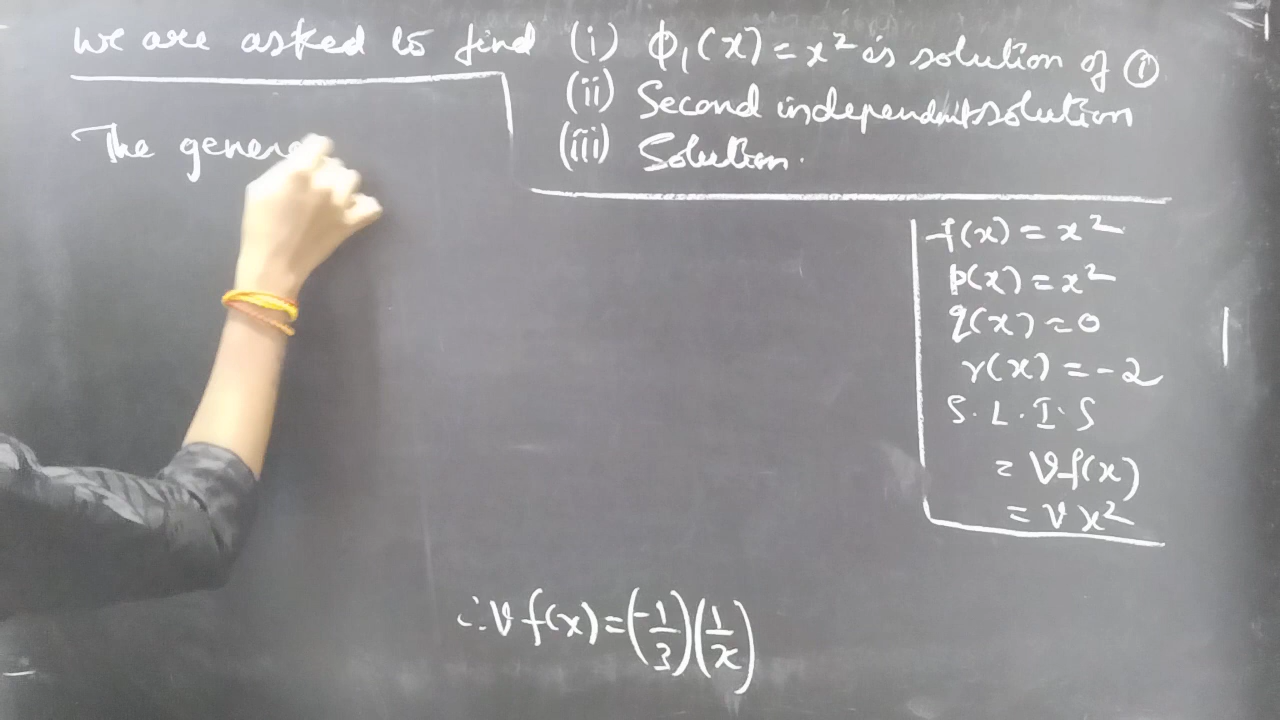 We are asked to find (i) ϕ₁(x) = x² is solution of ①
(ii) Second independent solution
(iii) Solution.
The genera
f(x) = x²
p(x) = x²
q(x) = 0
r(x) = -2
S.L.I.S
= v f(x)
= v x²
∴ v f(x) = (-1/3)(1/x)